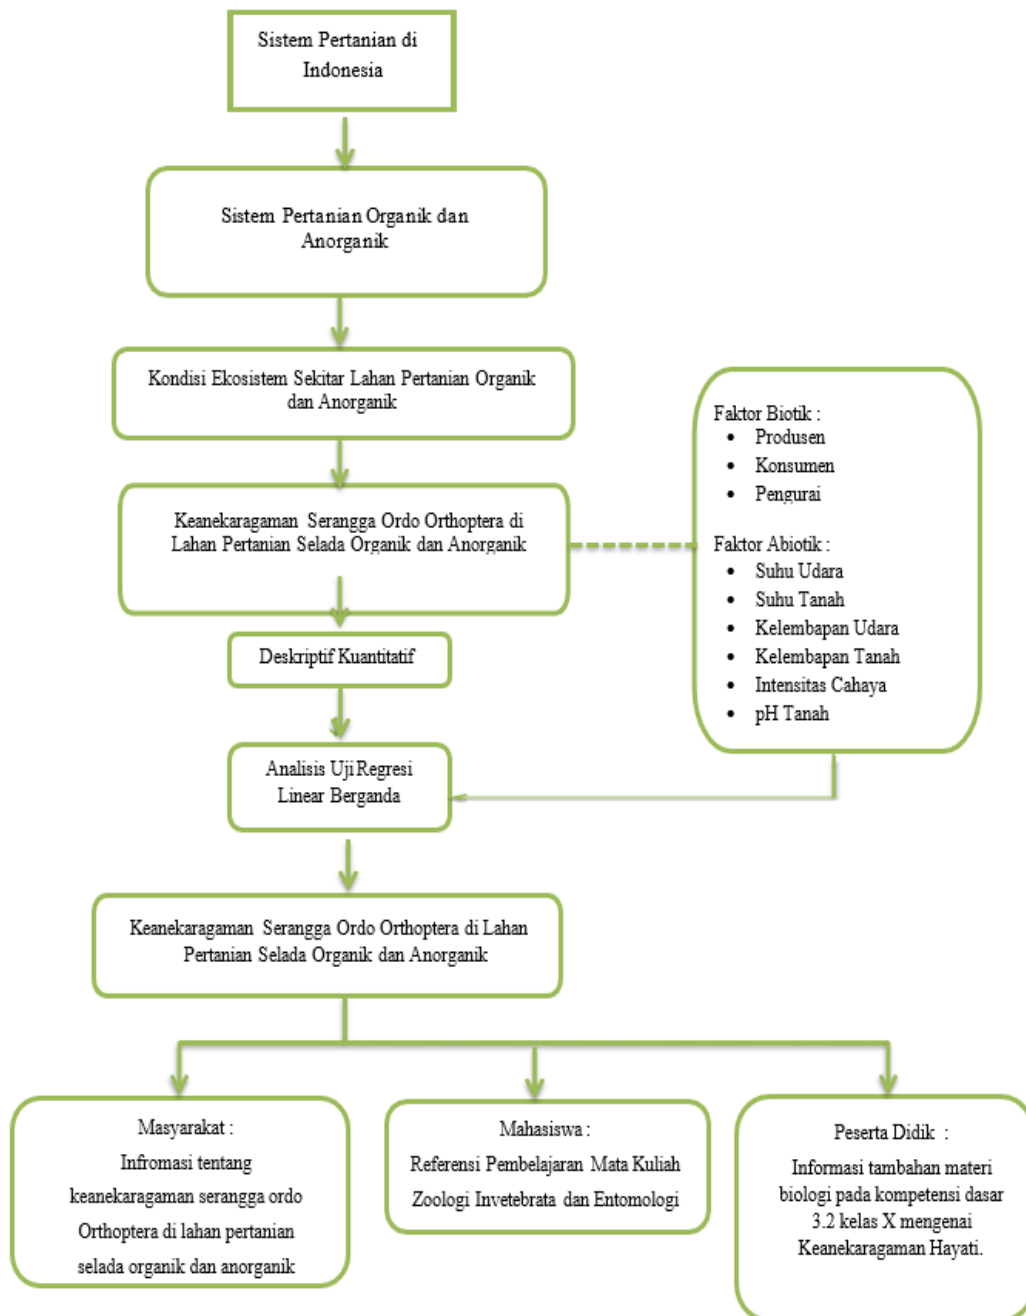 Sistem Pertanian di
Indonesia
Sistem Pertanian Organik dan
Anorganik
Kondisi Ekosistem Sekitar Lahan Pertanian Organik
dan Anorganik
Keanekaragaman Serangga Ordo Orthoptera di
Lahan Pertanian Selada Organik dan Anorganik
Faktor Biotik :
• Produsen
• Konsumen
• Pengurai
Faktor Abiotik :
• Suhu Udara
• Suhu Tanah
• Kelembapan Udara
• Kelembapan Tanah
• Intensitas Cahaya
• pH Tanah
Deskriptif Kuantitatif
Analisis Uji Regresi
Linear Berganda
Keanekaragaman Serangga Ordo Orthoptera di Lahan
Pertanian Selada Organik dan Anorganik
Masyarakat :
Infromasi tentang
keanekaragaman serangga ordo
Orthoptera di lahan pertanian
selada organik dan anorganik
Mahasiswa :
Referensi Pembelajaran Mata Kuliah
Zoologi Invetebrata dan Entomologi
Peserta Didik :
Informasi tambahan materi
biologi pada kompetensi dasar
3.2 kelas X mengenai
Keanekaragaman Hayati.